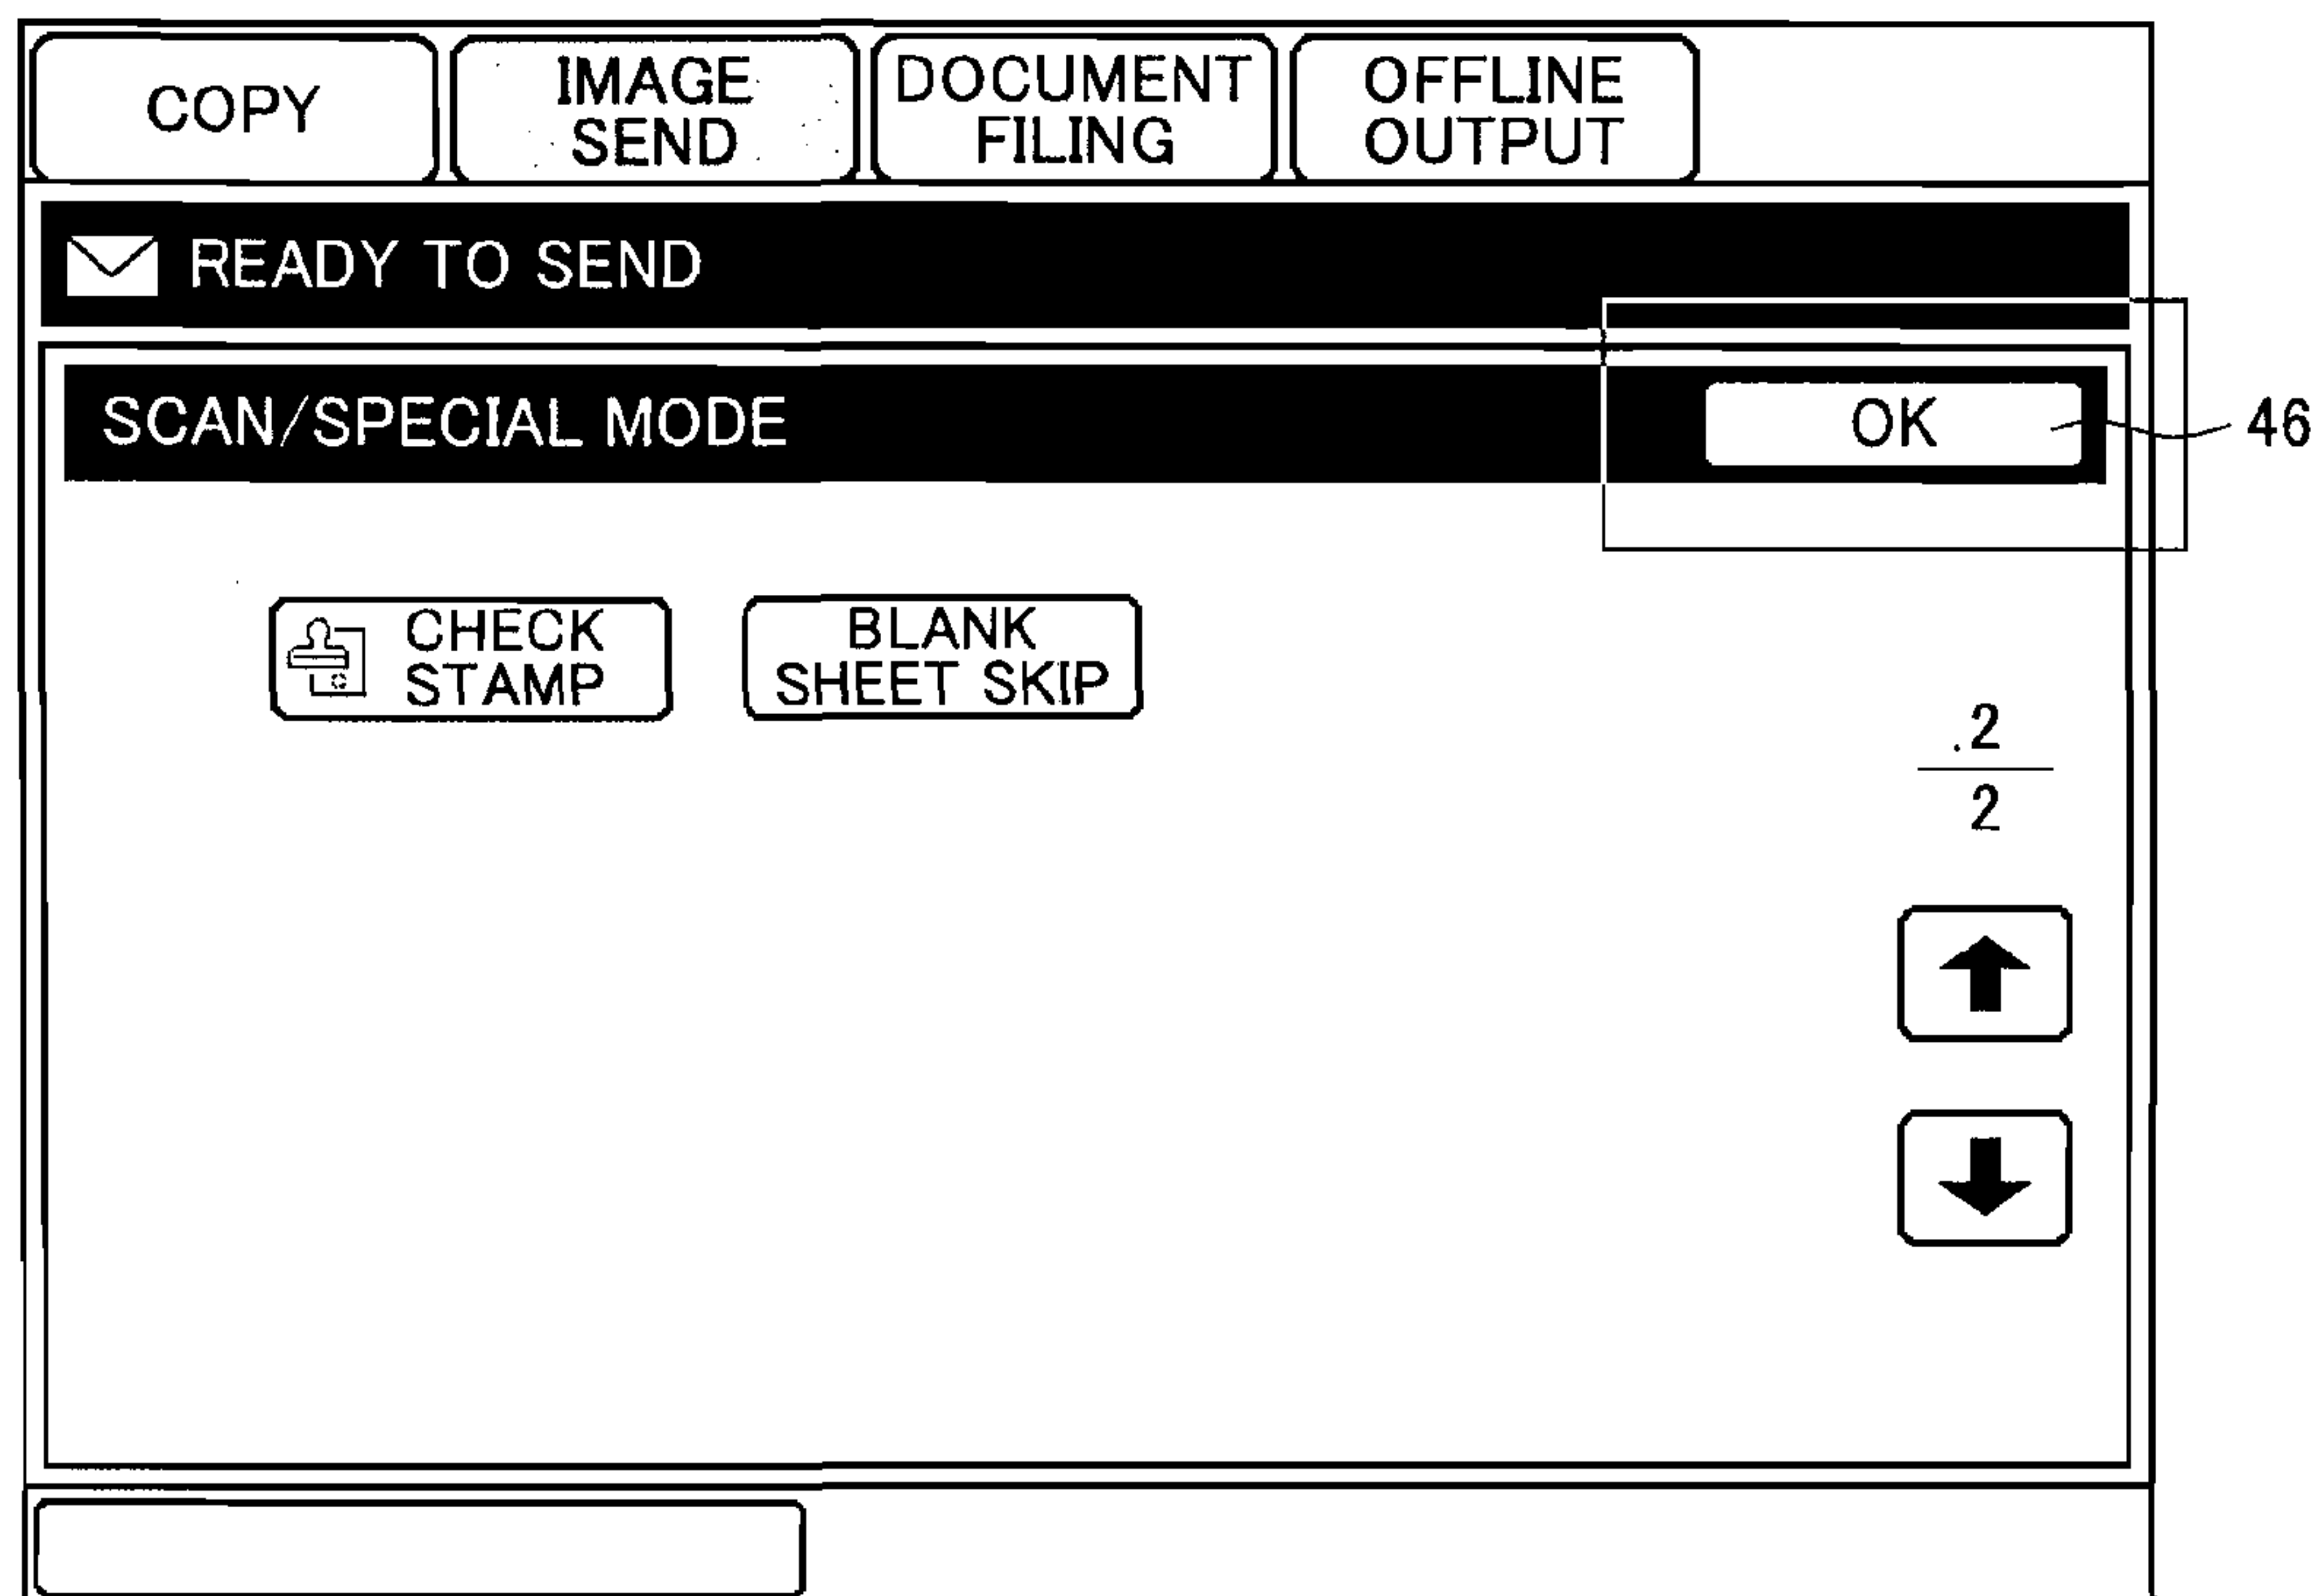 COPY
IMAGE
SEND
DOCUMENT
FILING
OFFLINE
OUTPUT
READY TO SEND
SCAN/SPECIAL MODE
OK
46
CHECK
STAMP
BLANK
SHEET SKIP
2
2